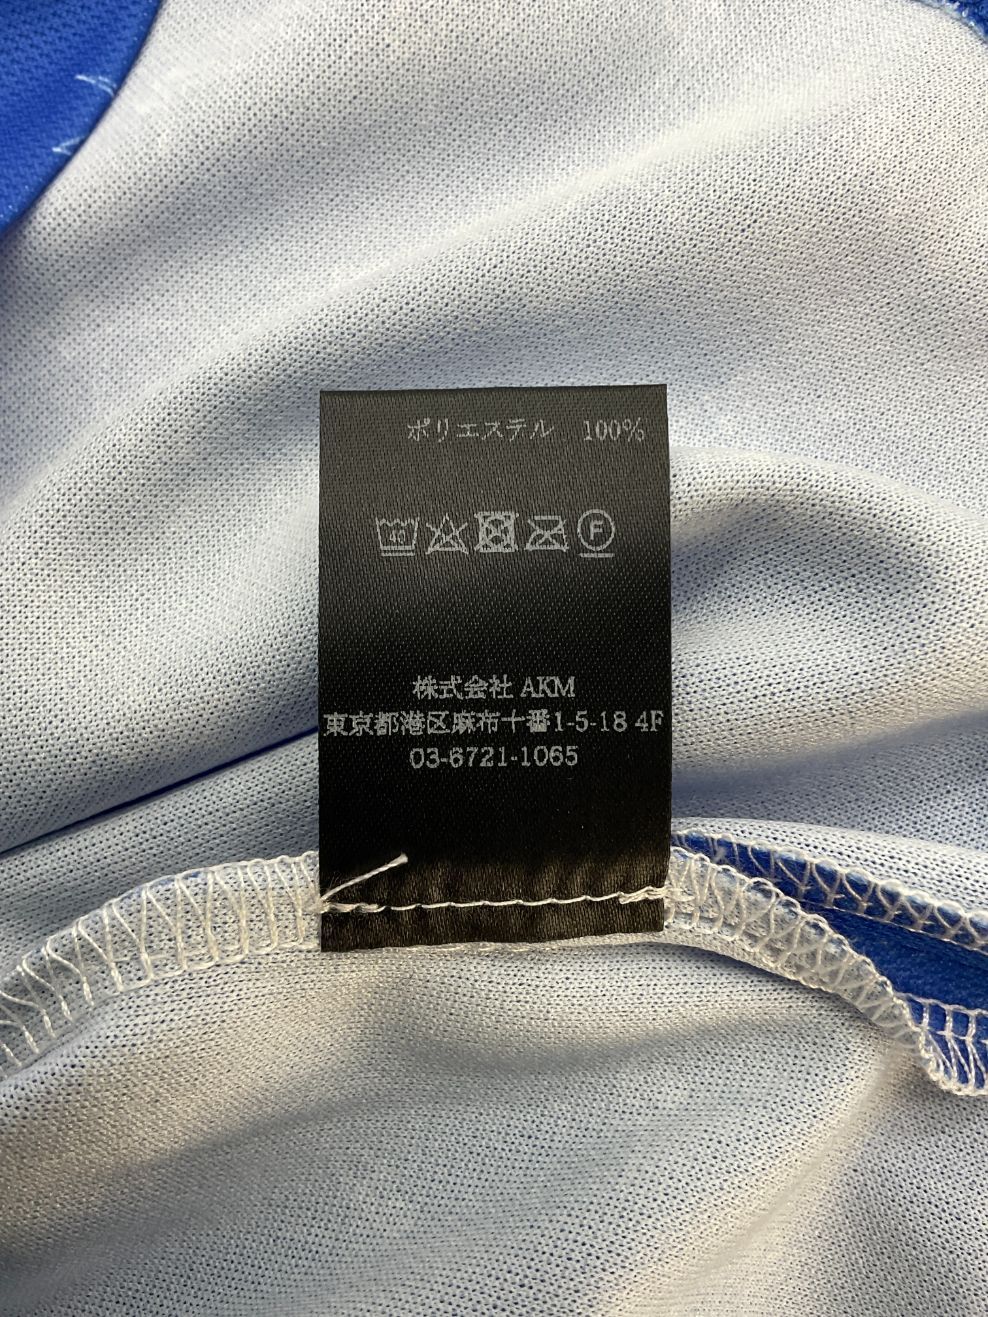 ポリエステル 100%
40 F
株式会社 AKM
東京都港区麻布十番1-5-18 4F
03-6721-1065